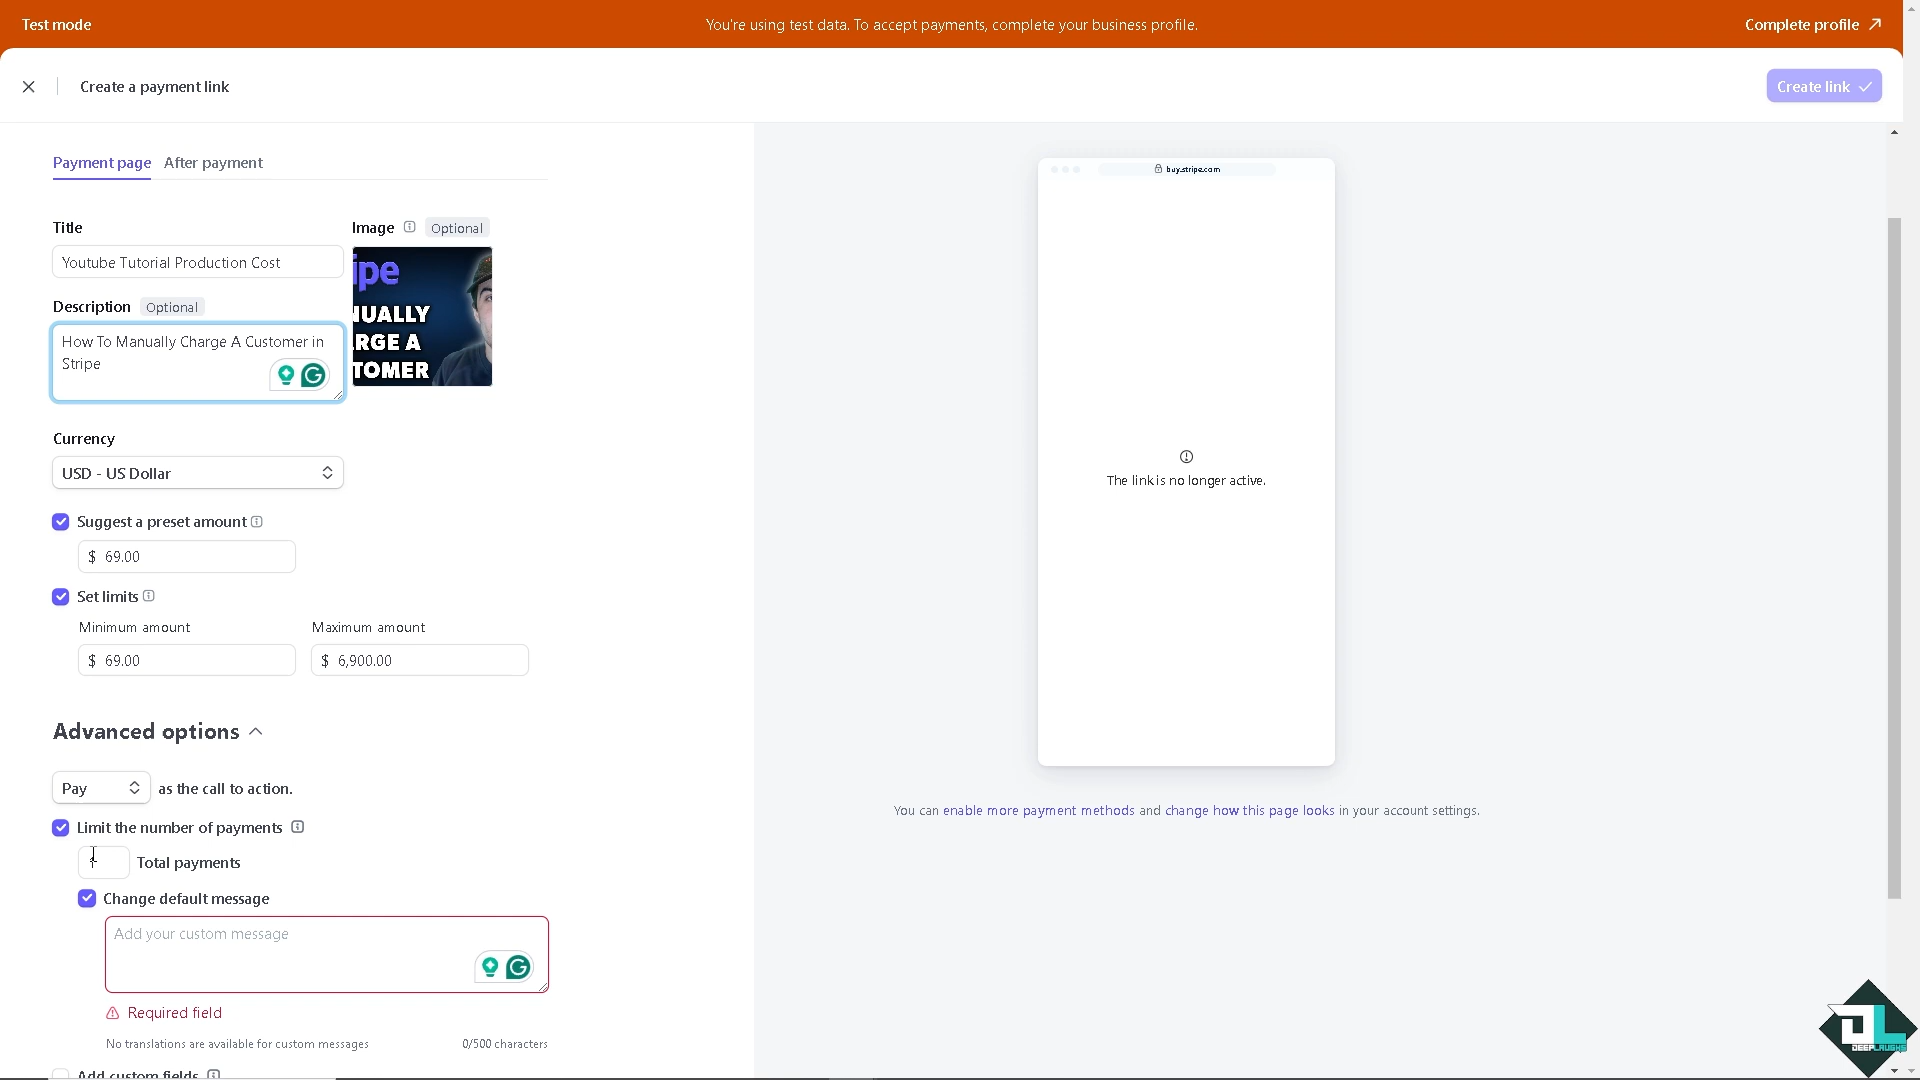 Test mode
You're using test data. To accept payments, complete your business profile.
Complete profile
Create a payment link
Create link
Payment page
After payment
buy.stripe.com
Title
Image
Optional
Youtube Tutorial Production Cost
ipe
NUALLY
RGE A
TOMER
Description
Optional
How To Manually Charge A Customer in
Stripe
Currency
USD - US Dollar
The link is no longer active.
Suggest a preset amount
$ 69.00
Set limits
Minimum amount
Maximum amount
$ 69.00
$ 6,900.00
Advanced options
Pay
as the call to action.
You can enable more payment methods and change how this page looks in your account settings.
Limit the number of payments
Total payments
Change default message
Add your custom message
Required field
No translations are available for custom messages
0/500 characters
Add custom fields
DEEPLAUGHS